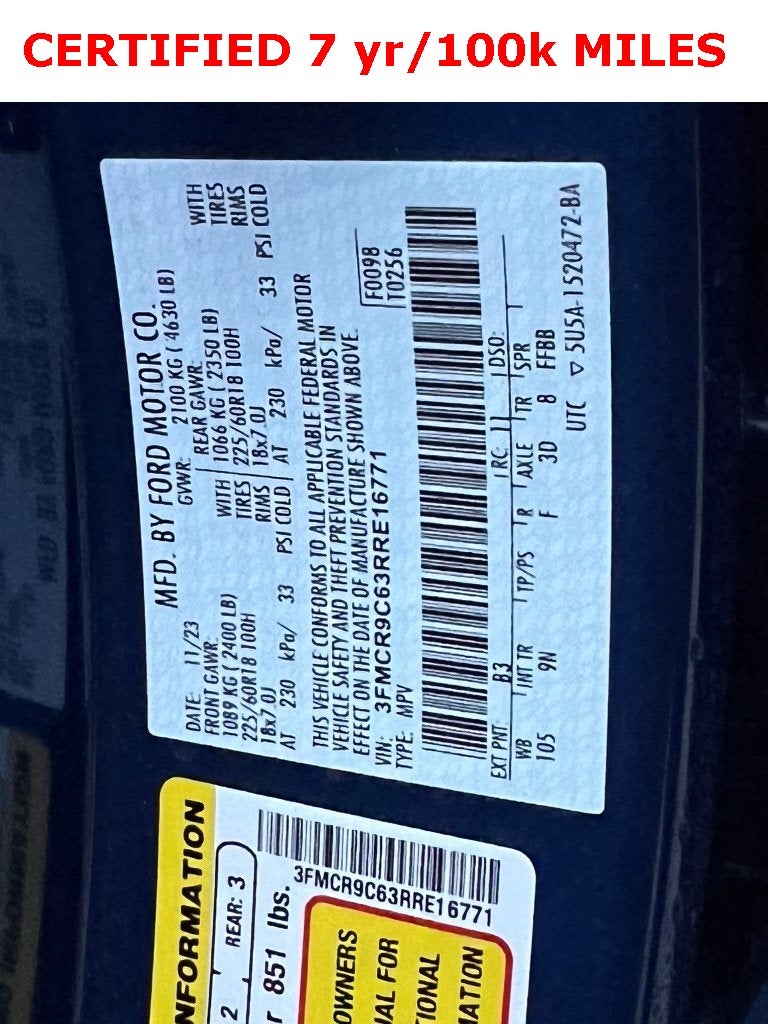 CERTIFIED 7 yr/100k MILES
MFD. BY FORD MOTOR CO.
DATE: 11/23 GVWR: 2100 KG ( 4630 LB)
FRONT GAWR: REAR GAWR:
1089 KG ( 2400 LB) WITH 1066 KG ( 2350 LB) WITH
225/60R18 100H TIRES 225/60R18 100H TIRES
18x7.0J RIMS 18x7.0J RIMS
AT 230 kPa/ 33 PSI COLD AT 230 kPa/ 33 PSI COLD
THIS VEHICLE CONFORMS TO ALL APPLICABLE FEDERAL MOTOR
VEHICLE SAFETY AND THEFT PREVENTION STANDARDS IN
EFFECT ON THE DATE OF MANUFACTURE SHOWN ABOVE.
VIN: 3FMCR9C63RRE16771 F0098
TYPE: MPV T0256
EXT PNT: B3 RC: 11 DSO:
WB INT TR TP/PS R AXLE TR SPR
105 9N F 3D 8 FFBB
UTC ▽ 5U5A-1520472-BA
NFORMATION
2 REAR: 3
r 851 lbs.
3FMCR9C63RRE16771
OWNERS
UAL FOR
TIONAL
MATION